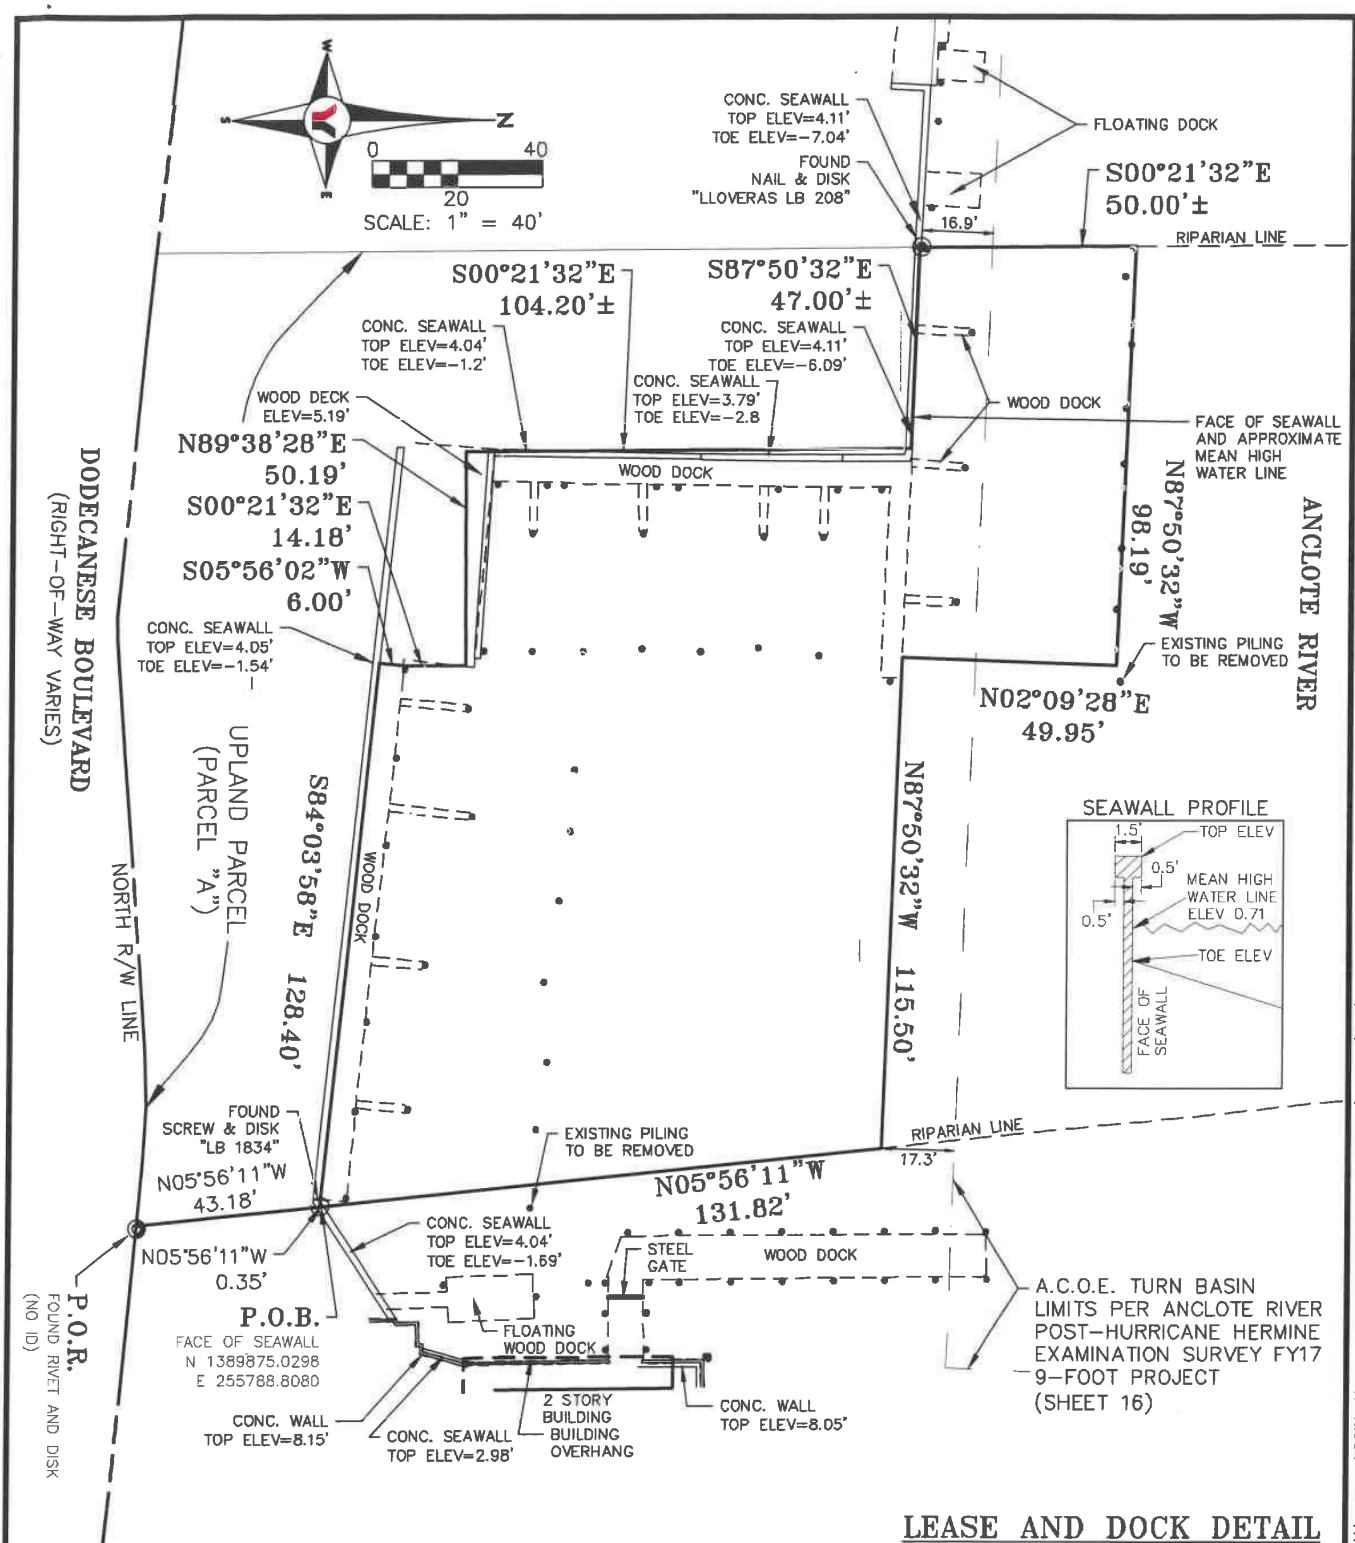 W
S
N
E
0
40
20
SCALE: 1" = 40'
CONC. SEAWALL
TOP ELEV=4.11'
TOE ELEV=-7.04'
FOUND
NAIL & DISK
"LLOVERAS LB 208"
FLOATING DOCK
S00°21'32"E
50.00'±
16.9'
RIPARIAN LINE
S00°21'32"E
104.20'±
S87°50'32"E
47.00'±
CONC. SEAWALL
TOP ELEV=4.04'
TOE ELEV=-1.2'
CONC. SEAWALL
TOP ELEV=4.11'
TOE ELEV=-6.09'
CONC. SEAWALL
TOP ELEV=3.79'
TOE ELEV=-2.8
WOOD DECK
ELEV=5.19'
WOOD DOCK
FACE OF SEAWALL
AND APPROXIMATE
MEAN HIGH
WATER LINE
N89°38'28"E
50.19'
WOOD DOCK
S00°21'32"E
14.18'
S05°56'02"W
6.00'
N87°50'32"W
98.19'
ANCLOTE RIVER
DODECANESE BOULEVARD
(RIGHT-OF-WAY VARIES)
CONC. SEAWALL
TOP ELEV=4.05'
TOE ELEV=-1.54'
EXISTING PILING
TO BE REMOVED
N02°09'28"E
49.95'
UPLAND PARCEL
(PARCEL "A")
S84°03'58"E 128.40'
WOOD DOCK
N87°50'32"W 115.50'
NORTH R/W LINE
SEAWALL PROFILE
1.5'
TOP ELEV
0.5'
MEAN HIGH
WATER LINE
ELEV 0.71
0.5'
TOE ELEV
FACE OF
SEAWALL
FOUND
SCREW & DISK
"LB 1834"
EXISTING PILING
TO BE REMOVED
RIPARIAN LINE
17.3'
N05°56'11"W
43.18'
N05°56'11"W
131.82'
N05°56'11"W
0.35'
CONC. SEAWALL
TOP ELEV=4.04'
TOE ELEV=-1.69'
STEEL
GATE
WOOD DOCK
P.O.R.
FOUND RIVET AND DISK
(NO ID)
P.O.B.
FACE OF SEAWALL
N 1389875.0298
E 255788.8080
FLOATING
WOOD DOCK
A.C.O.E. TURN BASIN
LIMITS PER ANCLOTE RIVER
POST-HURRICANE HERMINE
EXAMINATION SURVEY FY17
9-FOOT PROJECT
(SHEET 16)
CONC. WALL
TOP ELEV=8.15'
CONC. SEAWALL
TOP ELEV=2.98'
2 STORY
BUILDING
BUILDING
OVERHANG
CONC. WALL
TOP ELEV=8.05'
LEASE AND DOCK DETAIL